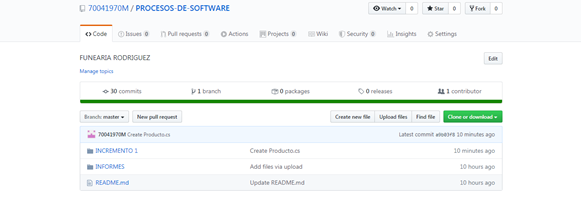 70041970M / PROCESOS-DE-SOFTWARE
Watch 0 Star 0 Fork 0
Code Issues 0 Pull requests 0 Actions Projects 0 Wiki Security 0 Insights Settings
FUNEARIA RODRIGUEZ Edit
Manage topics
30 commits 1 branch 0 packages 0 releases 1 contributor
Branch: master New pull request Create new file Upload files Find file Clone or download
70041970M Create Producto.cs Latest commit 10 minutes ago
INCREMENTO 1 Create Producto.cs 10 minutes ago
INFORMES Add files via upload 10 hours ago
README.md Update README.md 10 hours ago